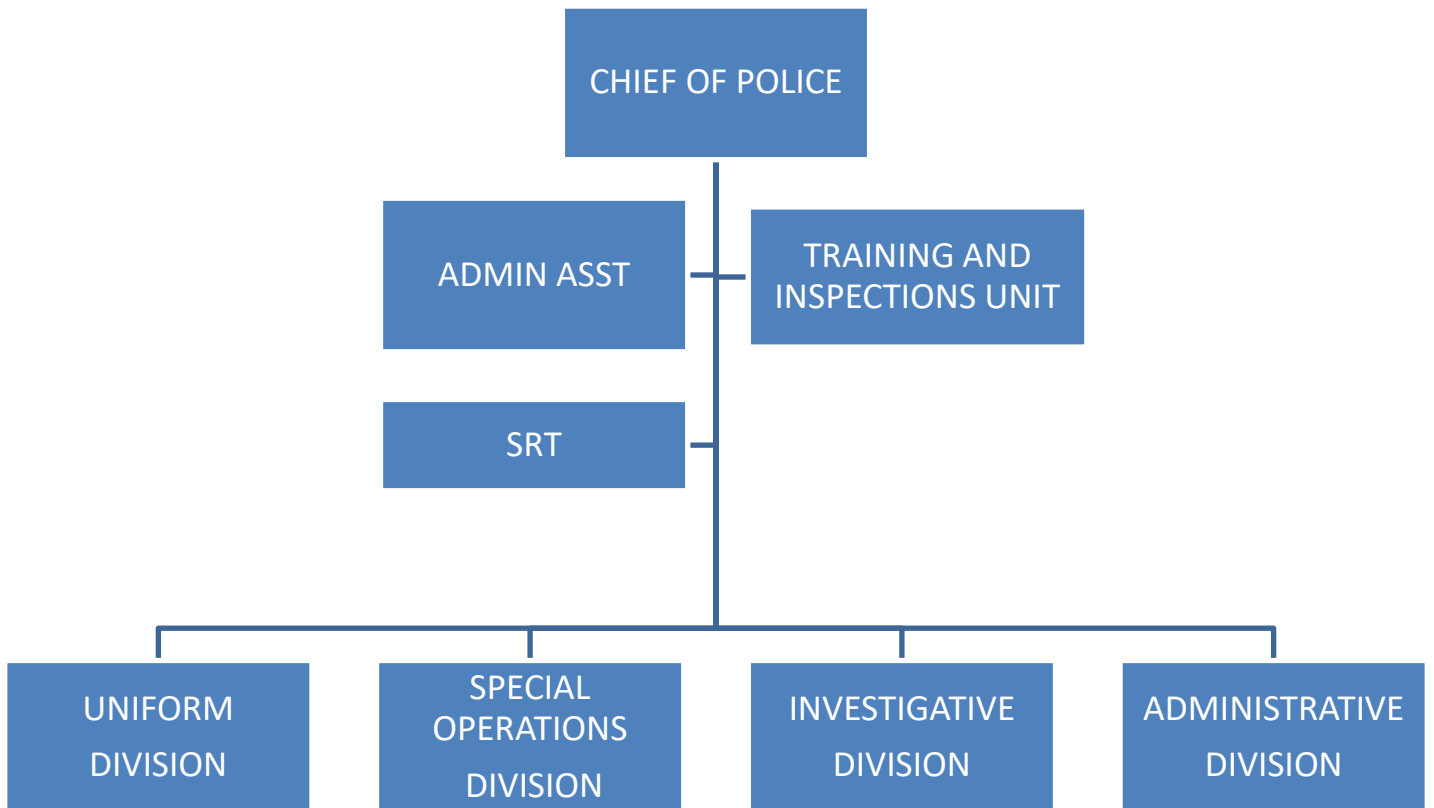 CHIEF OF POLICE
ADMIN ASST
TRAINING AND
INSPECTIONS UNIT
SRT
UNIFORM
DIVISION
SPECIAL
OPERATIONS
DIVISION
INVESTIGATIVE
DIVISION
ADMINISTRATIVE
DIVISION